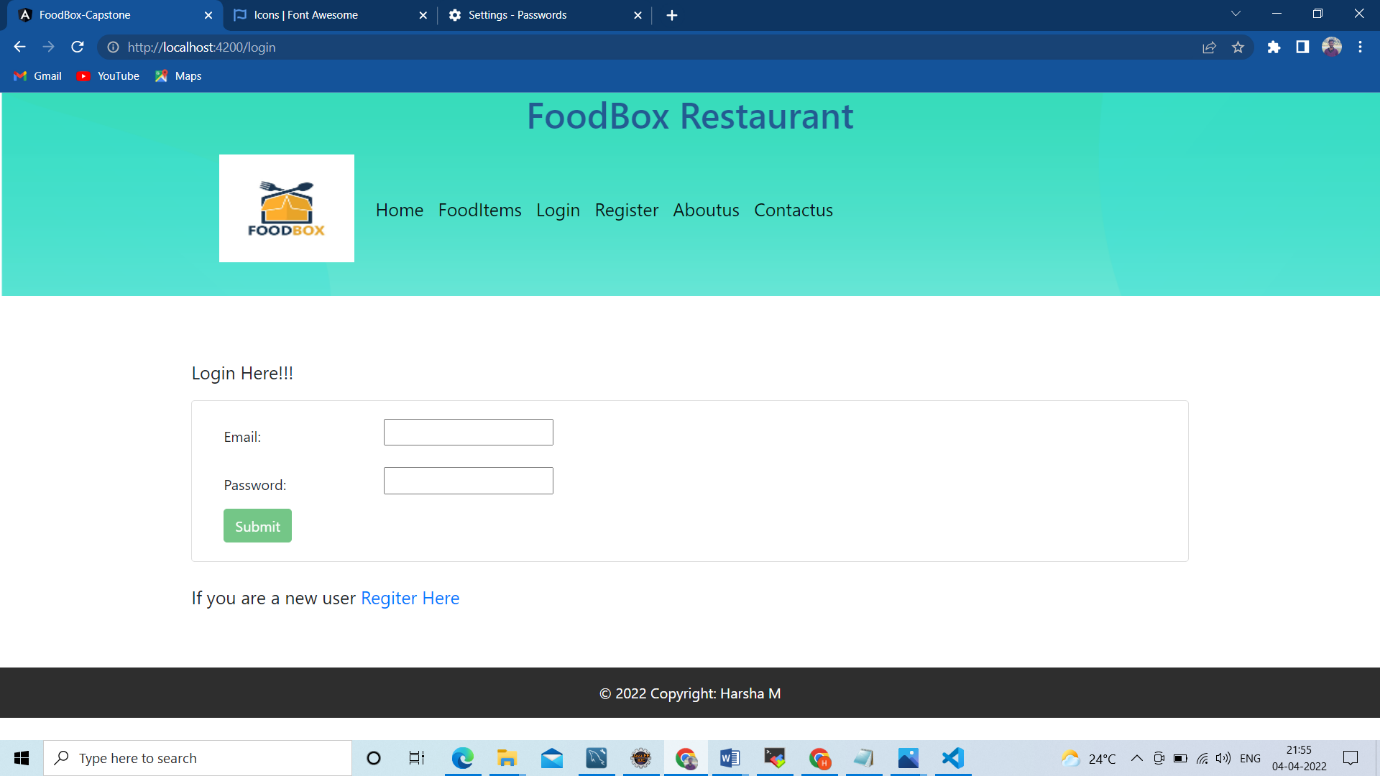 FoodBox-Capstone
Icons | Font Awesome
Settings - Passwords
http://localhost:4200/login
Gmail YouTube Maps
FoodBox Restaurant
FOODBOX
Home FoodItems Login Register Aboutus Contactus
Login Here!!!
Email:
Password:
Submit
If you are a new user Regiter Here
© 2022 Copyright: Harsha M
Type here to search
H
24°C
ENG
21:55
04-04-2022